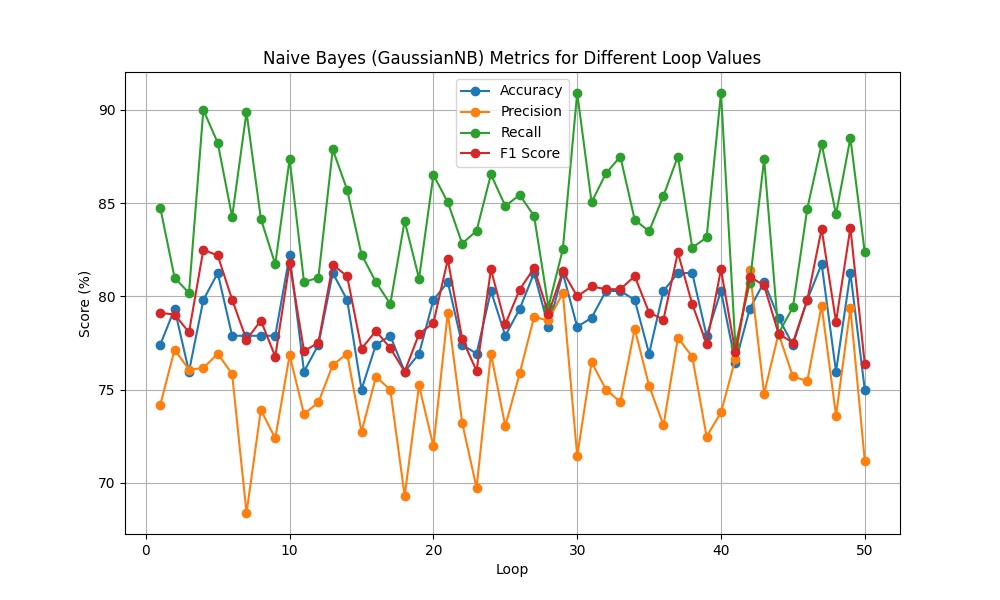 Naive Bayes (GaussianNB) Metrics for Different Loop Values
Accuracy
Precision
Recall
F1 Score
Score (%)
90
85
80
75
70
0 10 20 30 40 50
Loop